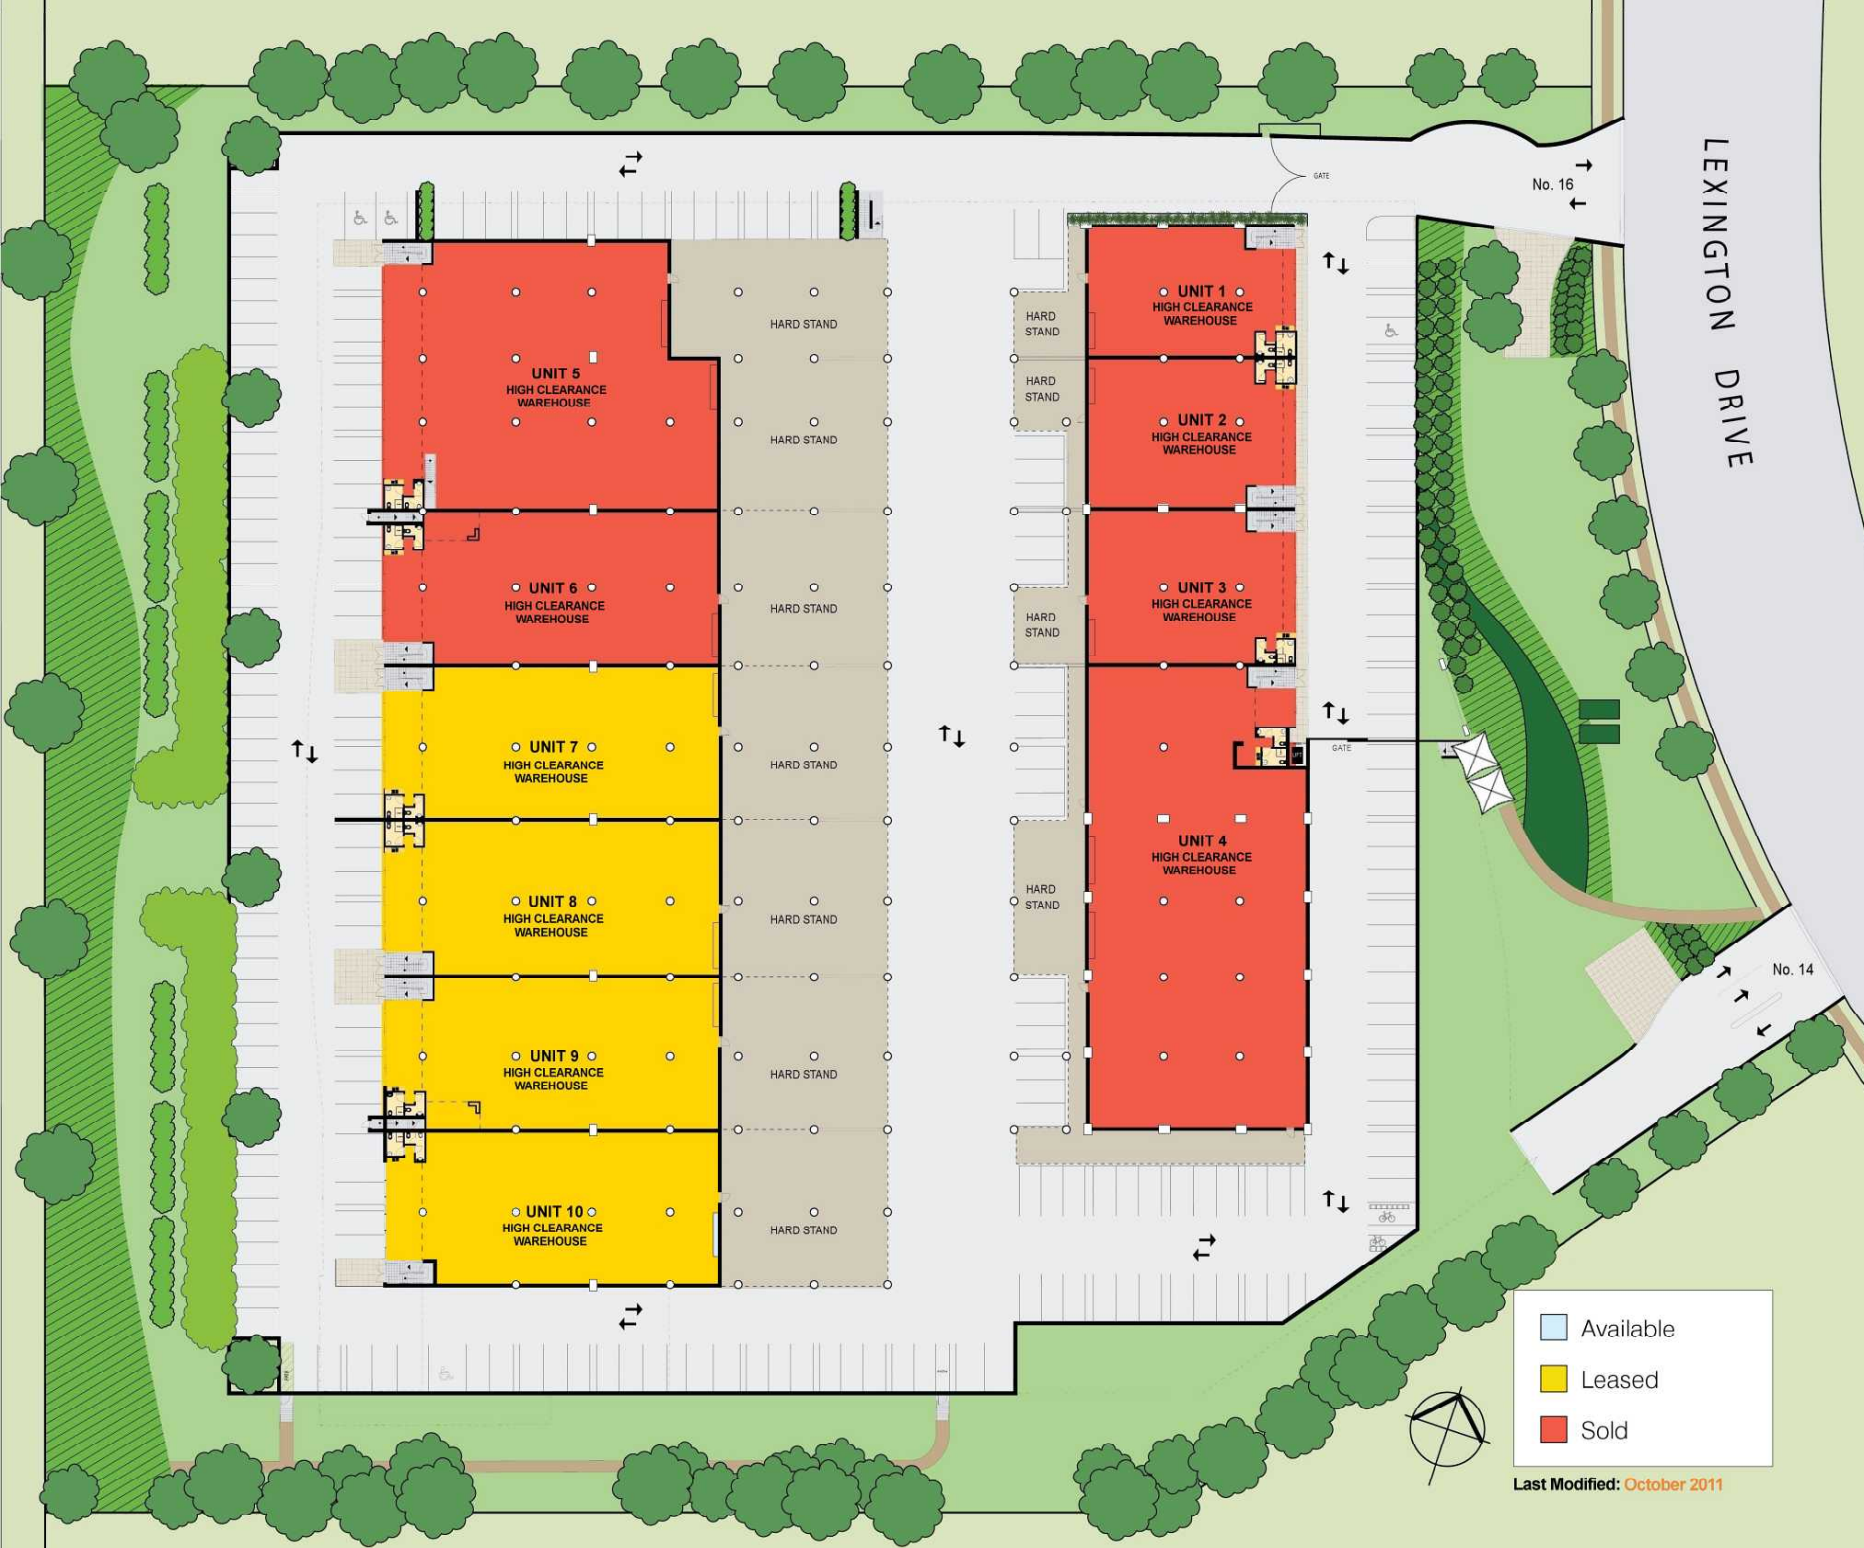 LEXINGTON DRIVE
No. 16
GATE
UNIT 1
HIGH CLEARANCE
WAREHOUSE
HARD
STAND
UNIT 2
HIGH CLEARANCE
WAREHOUSE
HARD
STAND
UNIT 3
HIGH CLEARANCE
WAREHOUSE
HARD
STAND
GATE
UNIT 4
HIGH CLEARANCE
WAREHOUSE
HARD
STAND
UNIT 5
HIGH CLEARANCE
WAREHOUSE
HARD STAND
HARD STAND
UNIT 6
HIGH CLEARANCE
WAREHOUSE
HARD STAND
UNIT 7
HIGH CLEARANCE
WAREHOUSE
HARD STAND
UNIT 8
HIGH CLEARANCE
WAREHOUSE
HARD STAND
UNIT 9
HIGH CLEARANCE
WAREHOUSE
HARD STAND
UNIT 10
HIGH CLEARANCE
WAREHOUSE
HARD STAND
No. 14
Available
Leased
Sold
Last Modified: October 2011